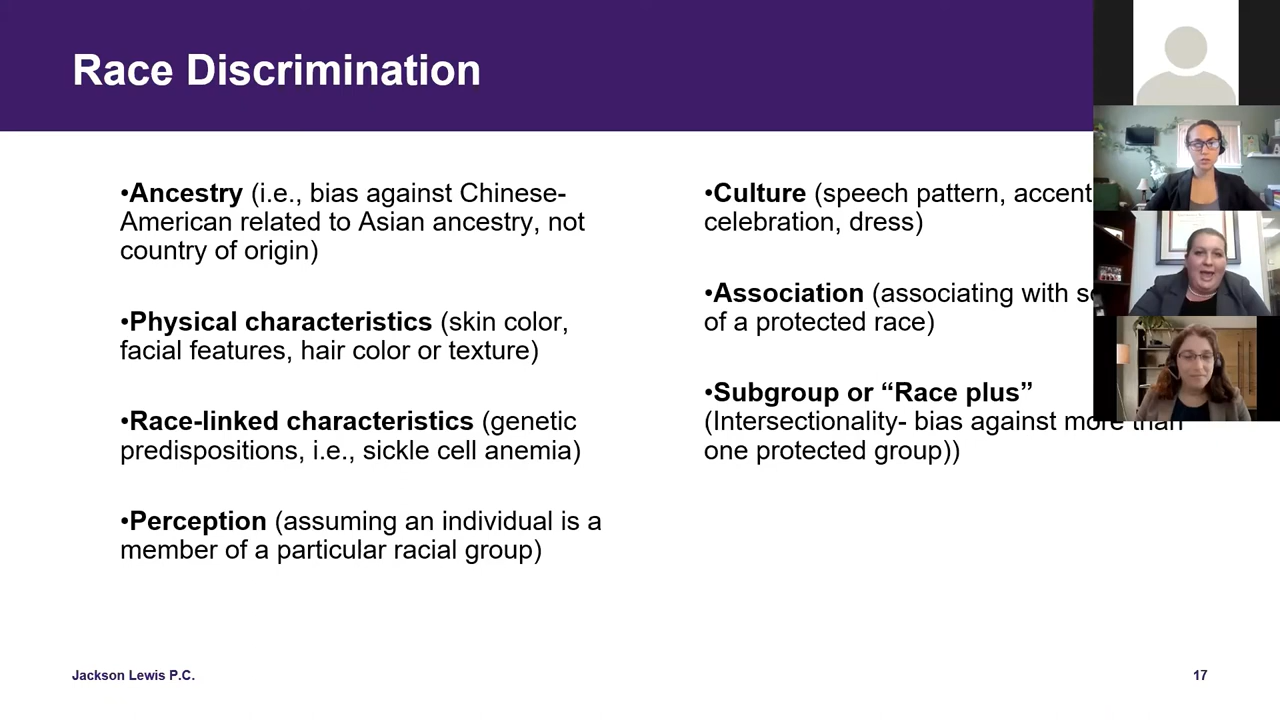 Race Discrimination
•Ancestry (i.e., bias against Chinese-
American related to Asian ancestry, not
country of origin)
•Physical characteristics (skin color,
facial features, hair color or texture)
•Race-linked characteristics (genetic
predispositions, i.e., sickle cell anemia)
•Perception (assuming an individual is a
member of a particular racial group)
•Culture (speech pattern, accent
celebration, dress)
•Association (associating with
of a protected race)
•Subgroup or “Race plus”
(Intersectionality- bias against more than
one protected group))
Jackson Lewis P.C.
17